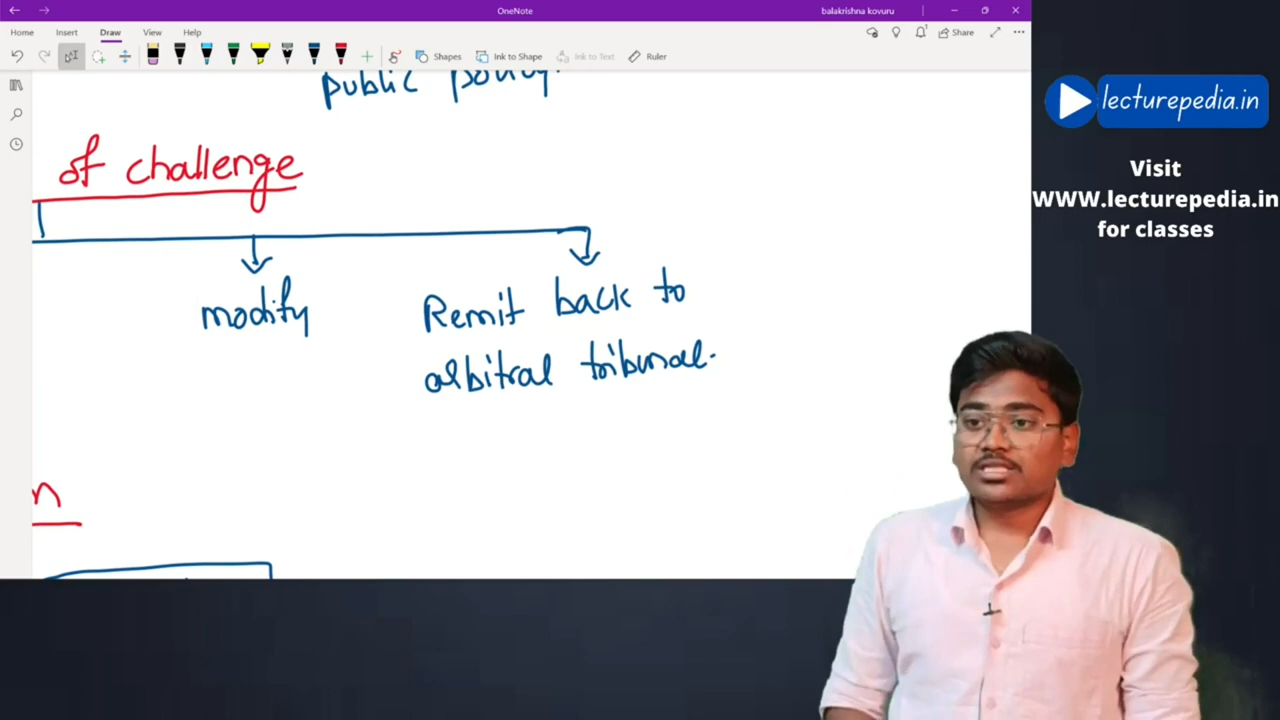 OneNote
balakrishna kovuru
Home Insert Draw View Help
Share
Shapes Ink to Shape Ink to Text Ruler
public policy.
of challenge
modify
Remit back to
arbitral tribunal.
n
lecturepedia.in
Visit
WWW.lecturepedia.in
for classes